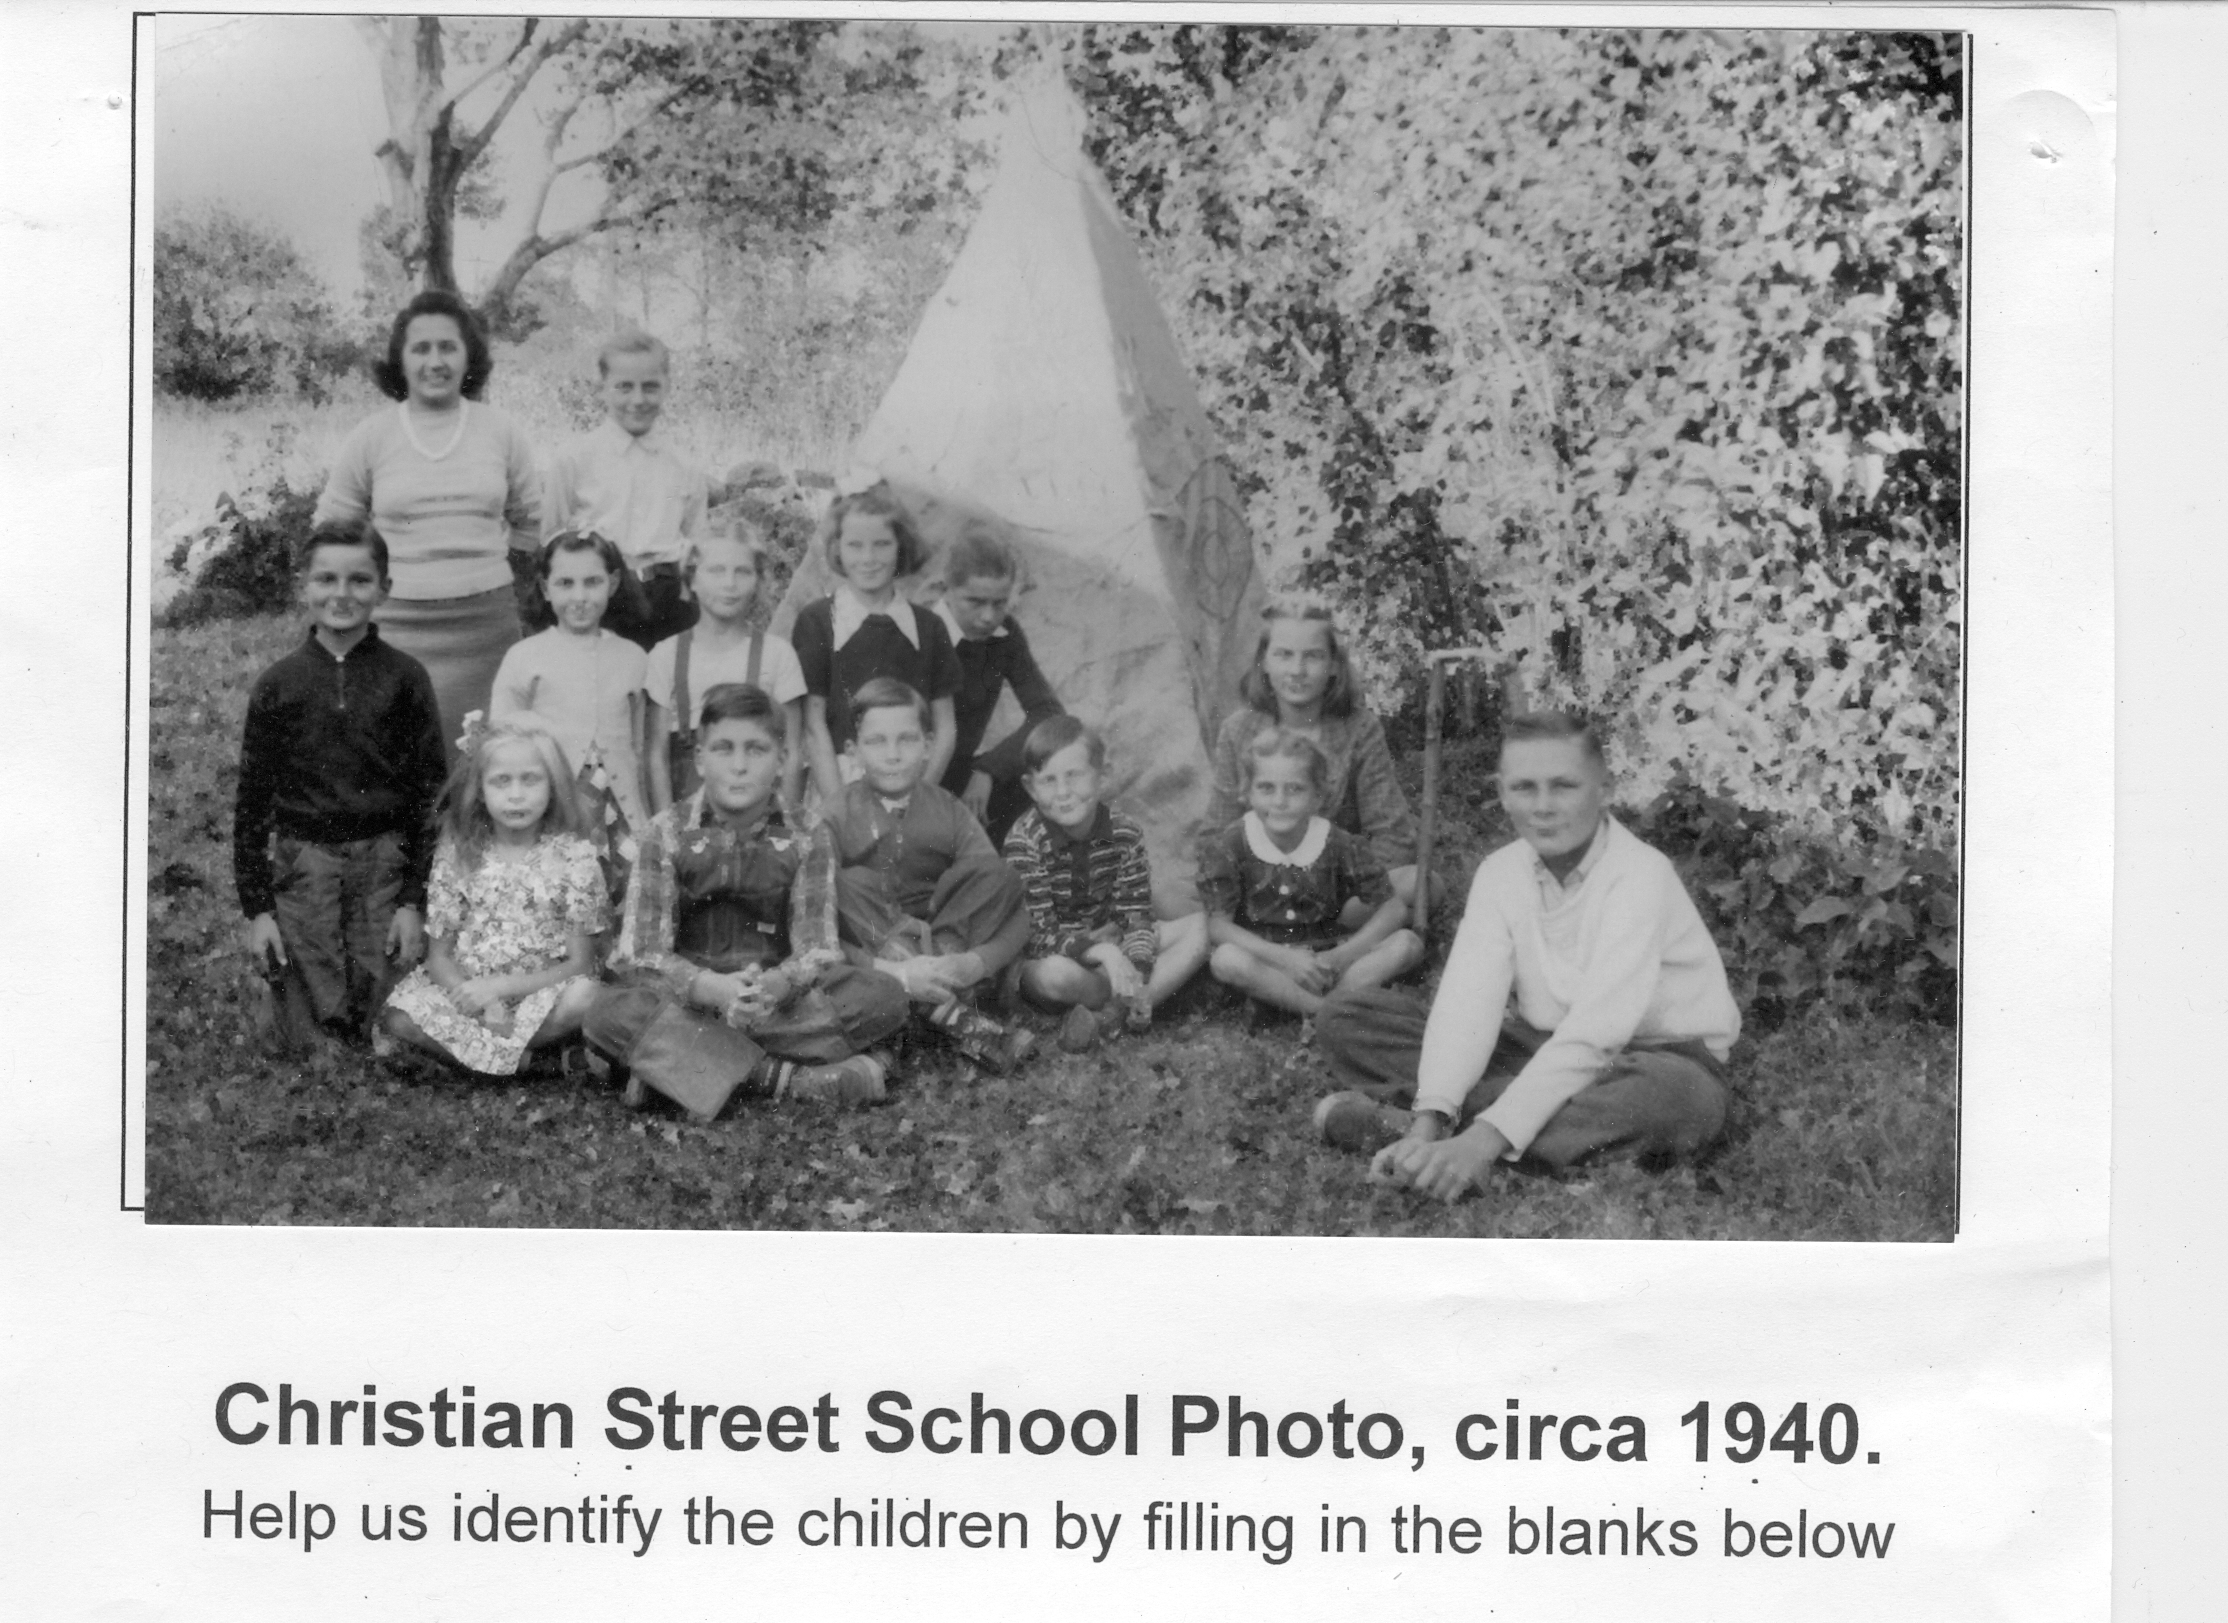 Christian Street School Photo, circa 1940.
Help us identify the children by filling in the blanks below